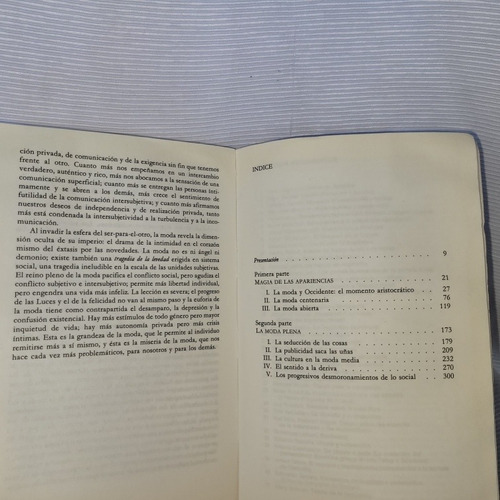 ción privada, de comunicación y de la exigencia sin fin que tenemos
frente al otro. Cuanto más nos empeñamos en un intercambio
verdadero, auténtico y rico, más nos abocamos a la sensación de una
comunicación superficial; cuanto más se entregan las personas inti-
mamente y se abren a los demás, más crece el sentimiento de
futilidad de la comunicación intersubjetiva; y cuanto más afirmamos
nuestros deseos de independencia y de realización privada, tanto
más está condenada la intersubjetividad a la turbulencia y a la inco-
municación.
Al invadir la esfera del ser-para-el-otro, la moda revela la dimen-
sión oculta de su imperio: el drama de la intimidad en el corazón
mismo del éxtasis por las novedades. La moda no es ni ángel ni
demonio; existe también una tragedia de la levedad erigida en sistema
social, una tragedia ineludible en la escala de las unidades subjetivas.
El reino pleno de la moda pacifica el conflicto social, pero agudiza el
conflicto subjetivo e intersubjetivo; permite más libertad individual,
pero engendra una vida más infeliz. La lección es severa; el progreso
de las Luces y el de la felicidad no van al mismo paso y la euforia de
la moda tiene como contrapartida el desamparo, la depresión y la
confusión existencial. Hay más estímulos de todo género pero mayor
inquietud de vida; hay más autonomía privada pero más crisis
íntimas. Esta es la grandeza de la moda, que le permite al individuo
remitirse más a sí mismo, y ésta es la miseria de la moda, que nos
hace cada vez más problemáticos, para nosotros y para los demás.
INDICE
Presentación . . . . . . . . . . . . . . . . . . . . 9
Primera parte
MAGIA DE LAS APARIENCIAS . . . . . . . . . . . . 21
I. La moda y Occidente: el momento aristocrático . . 27
II. La moda centenaria . . . . . . . . . . . . . . 76
III. La moda abierta . . . . . . . . . . . . . . . 119
Segunda parte
LA MODA PLENA . . . . . . . . . . . . . . . . . 173
I. La seducción de las cosas . . . . . . . . . . . 179
II. La publicidad saca las uñas . . . . . . . . . . 209
III. La cultura en la moda media . . . . . . . . . 232
IV. El sentido a la deriva . . . . . . . . . . . . 270
V. Los progresivos desmoronamientos de lo social . . 300